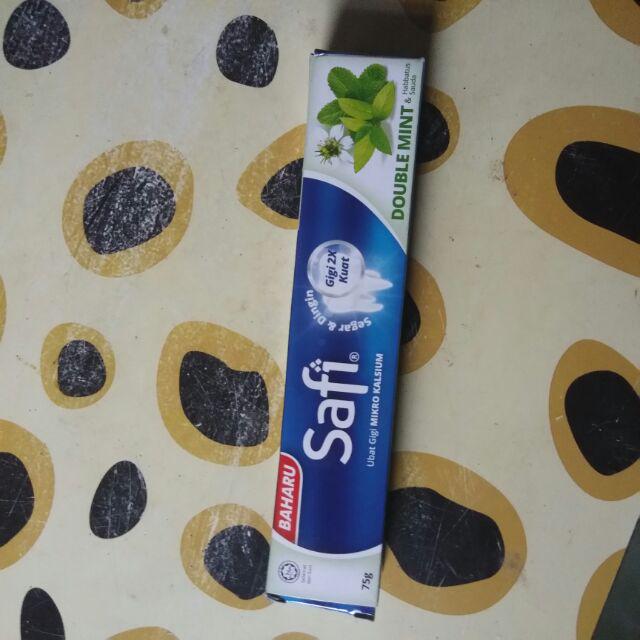 BAHARU
Safi®
Ubat Gigi MIKRO KALSIUM
Gigi 2X
Kuat
Segar & Dingin
DOUBLE MINT
& Habbatus
Sauda
75g